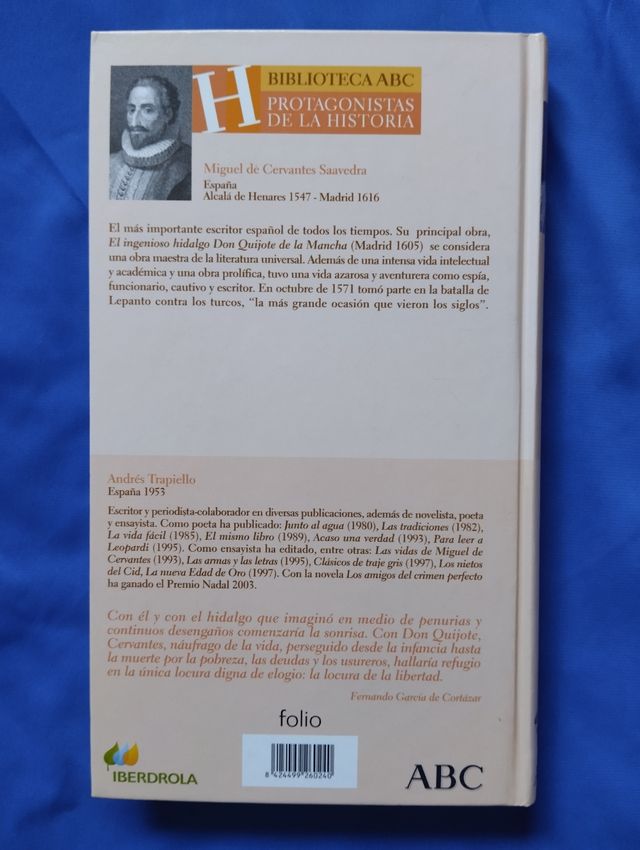 H BIBLIOTECA ABC
PROTAGONISTAS
DE LA HISTORIA
Miguel de Cervantes Saavedra
España
Alcalá de Henares 1547 - Madrid 1616
El más importante escritor español de todos los tiempos. Su principal obra,
El ingenioso hidalgo Don Quijote de la Mancha (Madrid 1605) se considera
una obra maestra de la literatura universal. Además de una intensa vida intelectual
y académica y una obra prolífica, tuvo una vida azarosa y aventurera como espía,
funcionario, cautivo y escritor. En octubre de 1571 tomó parte en la batalla de
Lepanto contra los turcos, “la más grande ocasión que vieron los siglos”.
Andrés Trapiello
España 1953
Escritor y periodista-colaborador en diversas publicaciones, además de novelista, poeta
y ensayista. Como poeta ha publicado: Junto al agua (1980), Las tradiciones (1982),
La vida fácil (1985), El mismo libro (1989), Acaso una verdad (1993), Para leer a
Leopardi (1995). Como ensayista ha editado, entre otras: Las vidas de Miguel de
Cervantes (1993), Las armas y las letras (1995), Clásicos de traje gris (1997), Los nietos
del Cid, La nueva Edad de Oro (1997). Con la novela Los amigos del crimen perfecto
ha ganado el Premio Nadal 2003.
Con él y con el hidalgo que imaginó en medio de penurias y
continuos desengaños comenzaría la sonrisa. Con Don Quijote,
Cervantes, náufrago de la vida, perseguido desde la infancia hasta
la muerte por la pobreza, las deudas y los usureros, hallaría refugio
en la única locura digna de elogio: la locura de la libertad.
Fernando García de Cortázar
folio
IBERDROLA
8 424499 260240
ABC